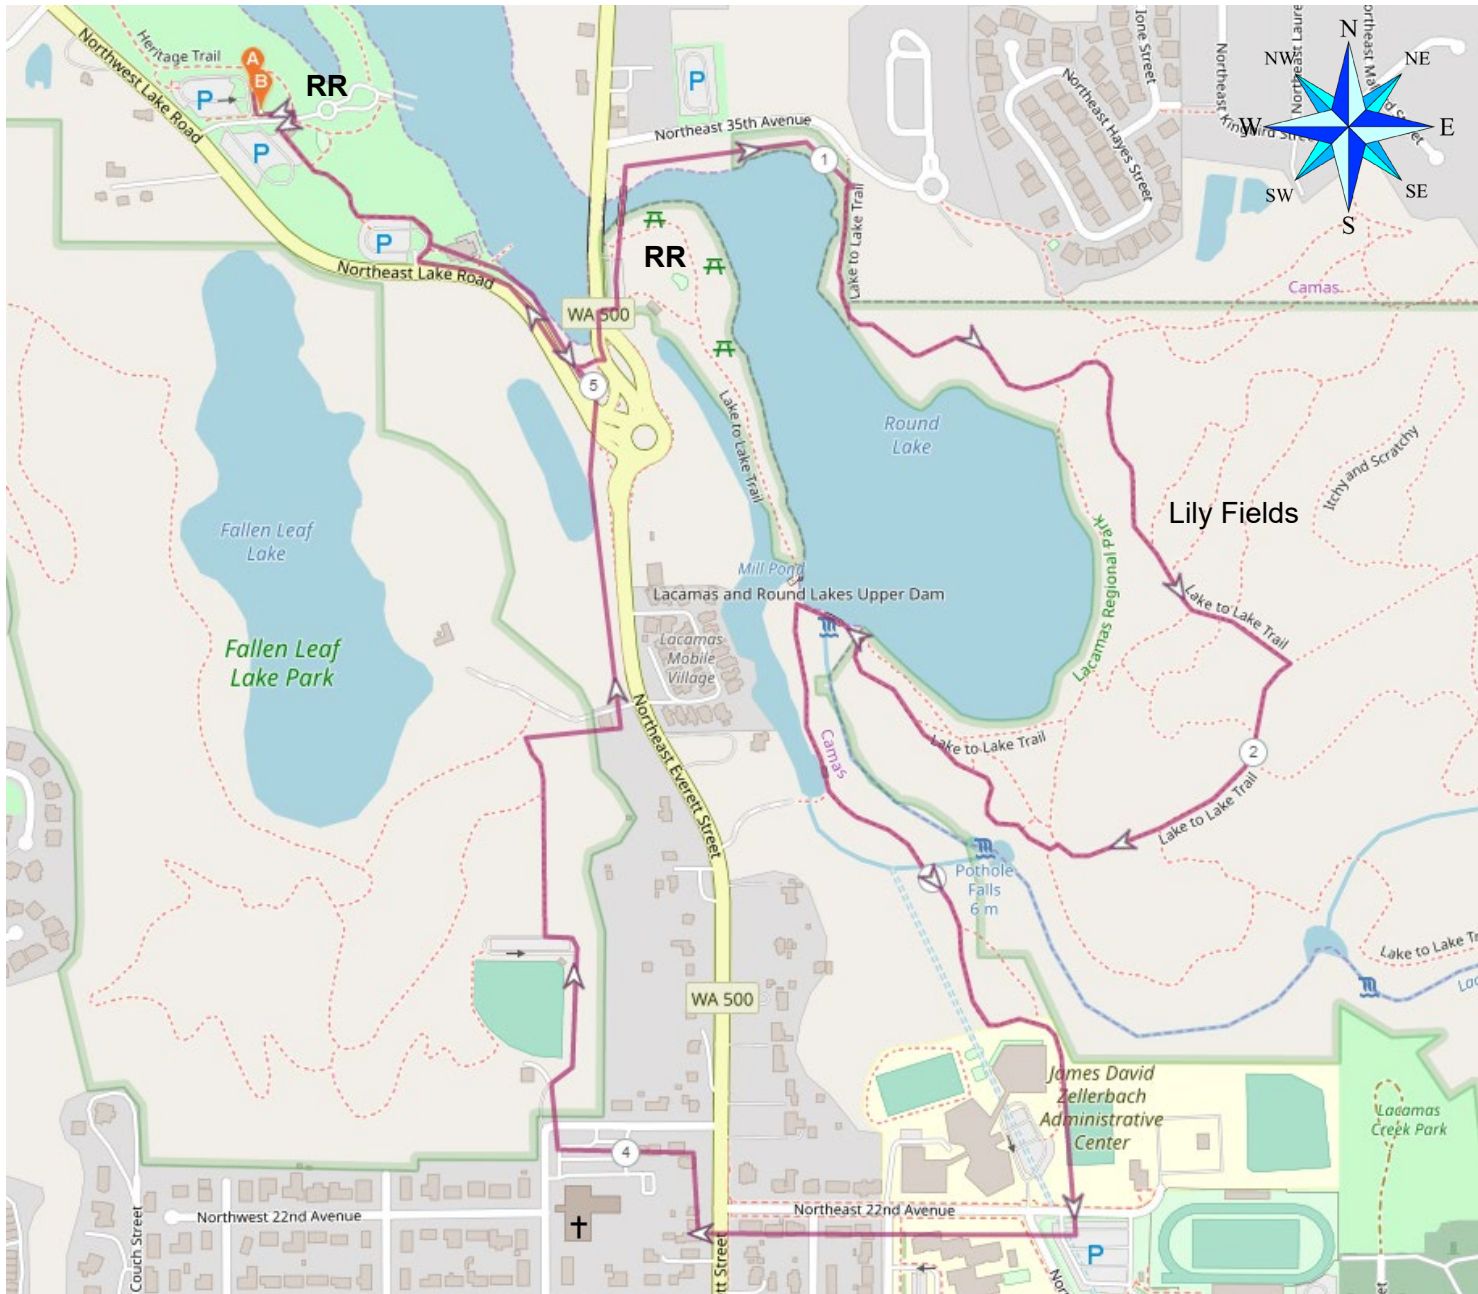 Heritage Trail
Northwest Lake Road
A
B
RR
P
P
P
P
Northeast 35th Avenue
1
Lake to Lake Trail
Ione Street
Northeast Hayes Street
Northeast
N
NW
NE
W
E
SW
SE
S
Northeast Lake Road
WA 500
RR
5
Camas
Round
Lake
Lake to Lake Trail
Itchy and Scratchy
Lily Fields
Fallen Leaf
Lake
Lacamas Regional Park
Mill Pond
Lacamas and Round Lakes Upper Dam
Lake to Lake Trail
Fallen Leaf
Lake Park
Lacamas
Mobile
Village
Northeast Everett Street
Camas
Lake to Lake Trail
2
Lake to Lake Trail
Pothole
Falls
6 m
Lake to Lake Tr
Lac
WA 500
James David
Zellerbach
Administrative
Center
Lacamas
Creek Park
4
Northwest 22nd Avenue
Northeast 22nd Avenue
Couch Street
tt Street
P